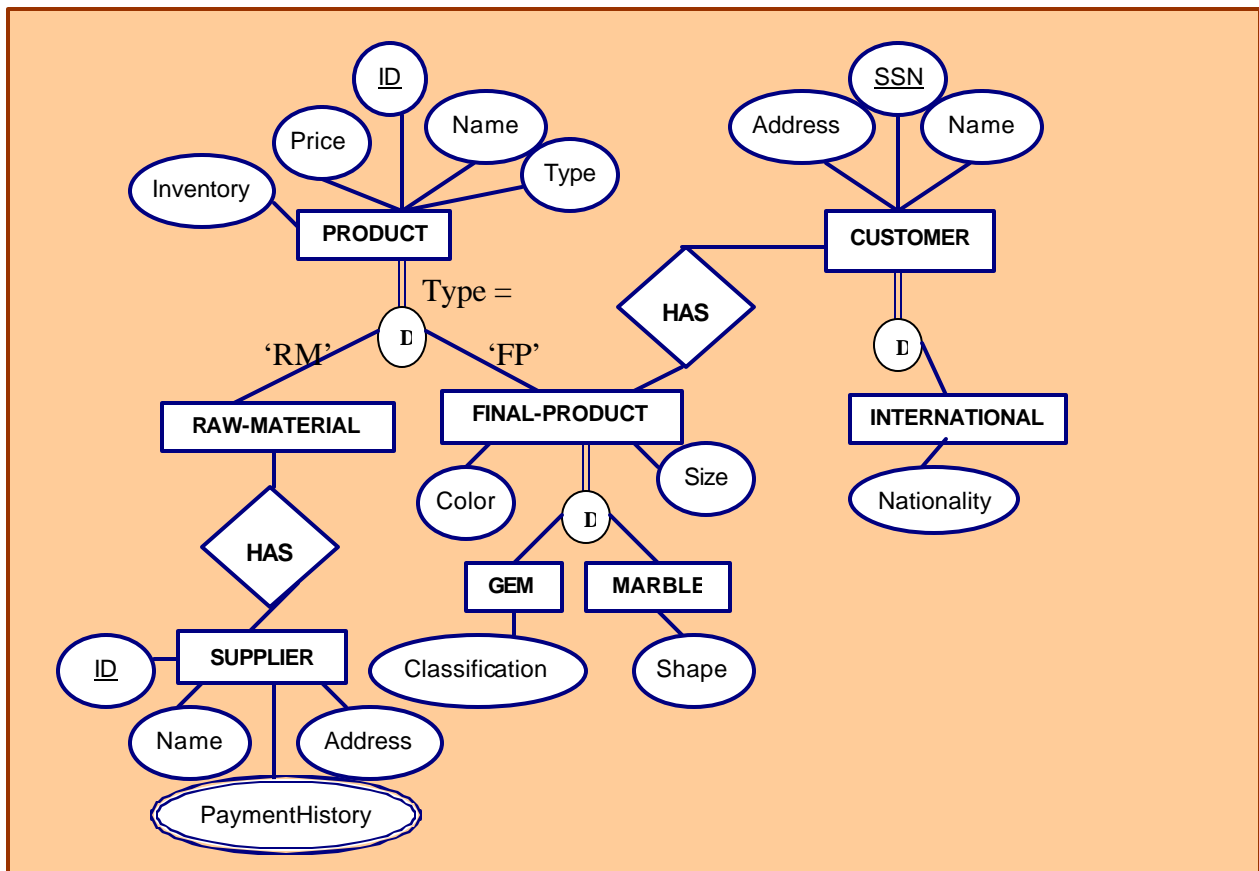 ID
SSN
Name
Address
Name
Price
Type
Inventory
PRODUCT
CUSTOMER
Type =
HAS
D
D
‘RM’
‘FP’
RAW-MATERIAL
FINAL-PRODUCT
INTERNATIONAL
Size
Color
Nationality
D
HAS
GEM
MARBLE
SUPPLIER
ID
Classification
Shape
Name
Address
PaymentHistory